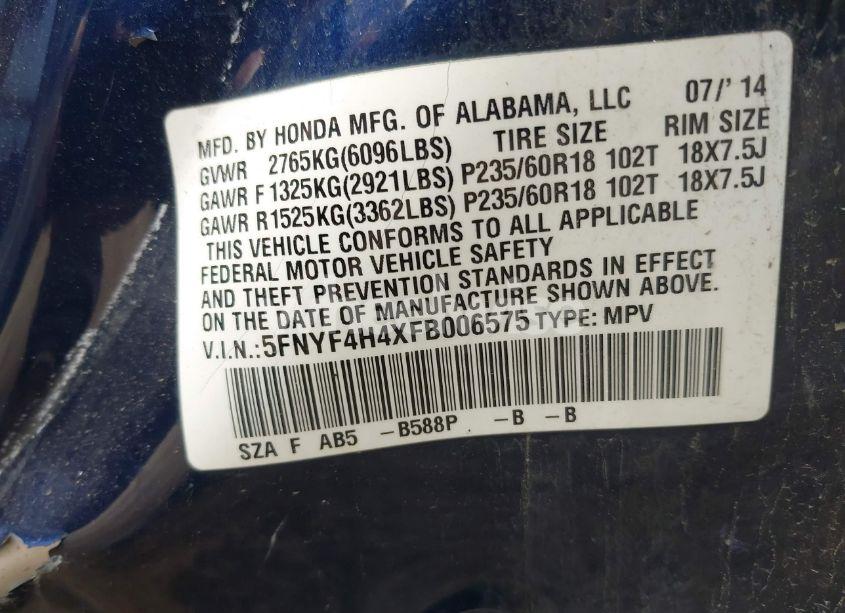 MFD. BY HONDA MFG. OF ALABAMA, LLC 07/' 14
GVWR 2765KG(6096LBS) TIRE SIZE RIM SIZE
GAWR F1325KG(2921LBS) P235/60R18 102T 18X7.5J
GAWR R1525KG(3362LBS) P235/60R18 102T 18X7.5J
THIS VEHICLE CONFORMS TO ALL APPLICABLE
FEDERAL MOTOR VEHICLE SAFETY
AND THEFT PREVENTION STANDARDS IN EFFECT
ON THE DATE OF MANUFACTURE SHOWN ABOVE.
V.I.N.:5FNYF4H4XFB006575 TYPE: MPV
SZA F AB5 -B588P -B -B